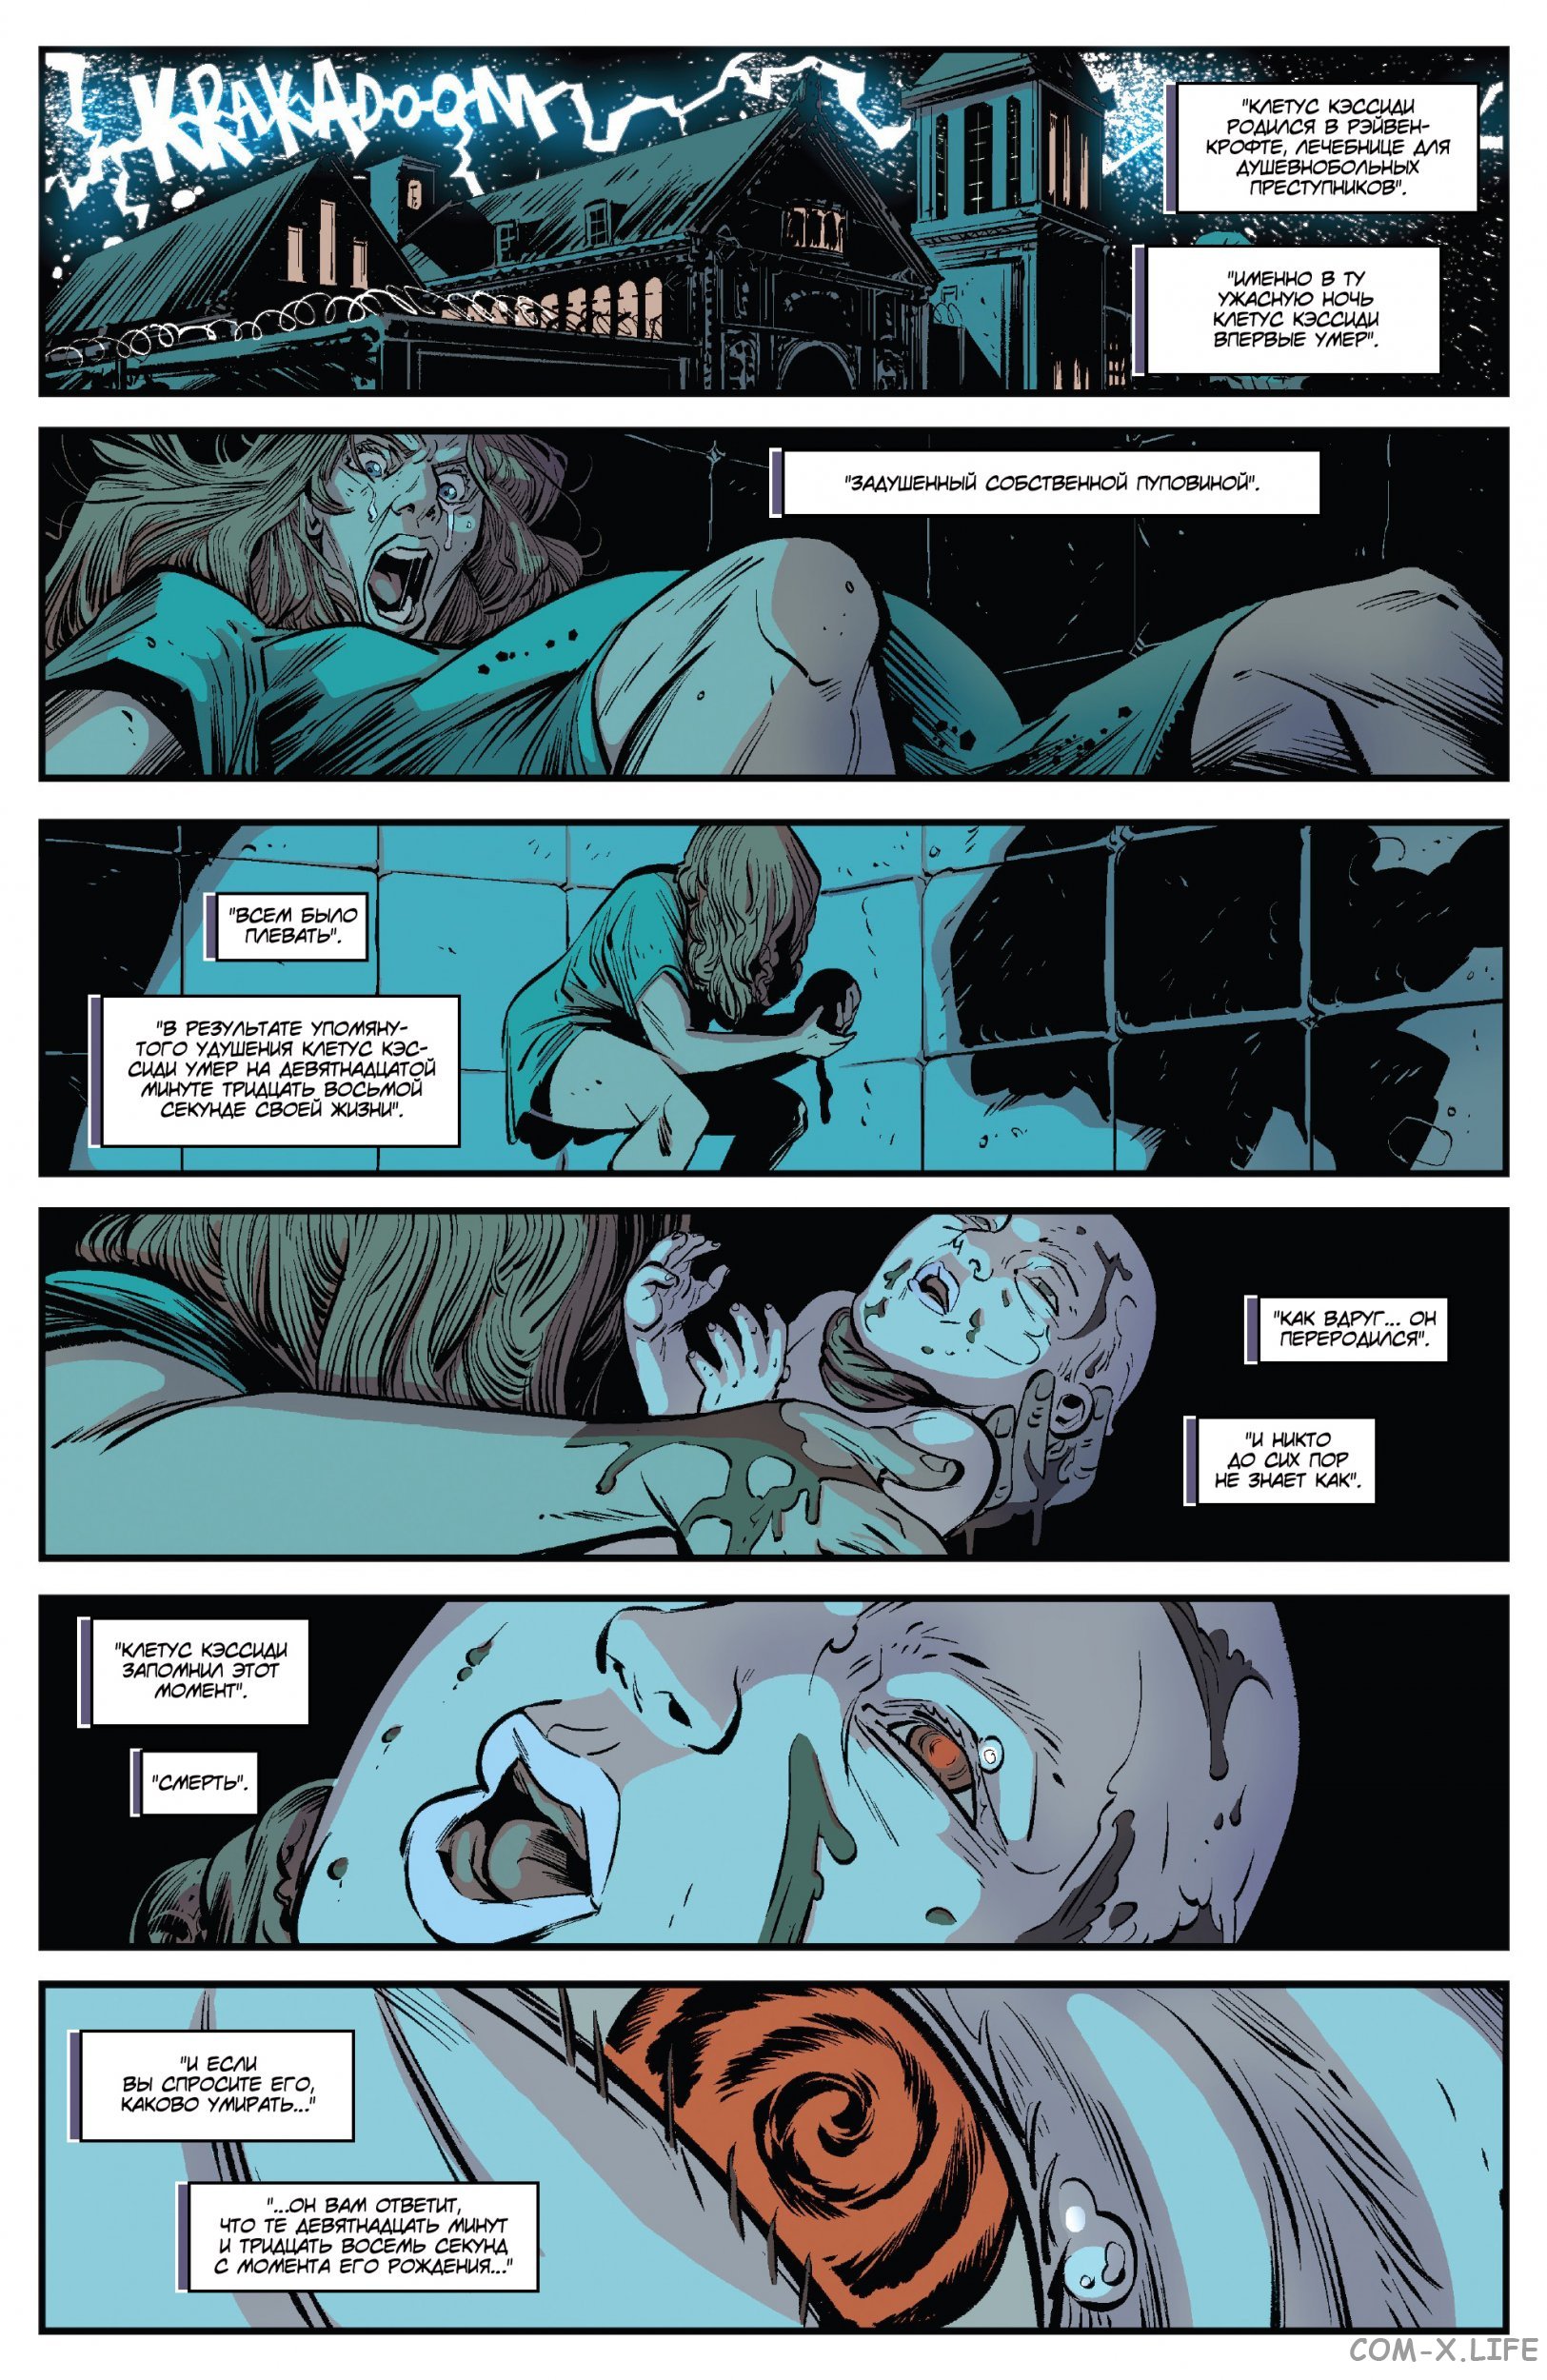 KRAKADOOM
"КЛЕТУС КЭССИДИ
РОДИЛСЯ В РЭЙВЕН-
КРОФТЕ, ЛЕЧЕБНИЦЕ ДЛЯ
ДУШЕВНОБОЛЬНЫХ
ПРЕСТУПНИКОВ".
"ИМЕННО В ТУ
УЖАСНУЮ НОЧЬ
КЛЕТУС КЭССИДИ
ВПЕРВЫЕ УМЕР".
"ЗАДУШЕННЫЙ СОБСТВЕННОЙ ПУПОВИНОЙ".
"ВСЕМ БЫЛО
ПЛЕВАТЬ".
"В РЕЗУЛЬТАТЕ УПОМЯНУ-
ТОГО УДУШЕНИЯ КЛЕТУС КЭС-
СИДИ УМЕР НА ДЕВЯТНАДЦАТОЙ
МИНУТЕ ТРИДЦАТЬ ВОСЬМОЙ
СЕКУНДЕ СВОЕЙ ЖИЗНИ".
"КАК ВДРУГ... ОН
ПЕРЕРОДИЛСЯ".
"И НИКТО
ДО СИХ ПОР
НЕ ЗНАЕТ КАК".
"КЛЕТУС КЭССИДИ
ЗАПОМНИЛ ЭТОТ
МОМЕНТ".
"СМЕРТЬ".
"И ЕСЛИ
ВЫ СПРОСИТЕ ЕГО,
КАКОВО УМИРАТЬ..."
"...ОН ВАМ ОТВЕТИТ,
ЧТО ТЕ ДЕВЯТНАДЦАТЬ МИНУТ
И ТРИДЦАТЬ ВОСЕМЬ СЕКУНД
С МОМЕНТА ЕГО РОЖДЕНИЯ..."
COM-X.LIFE